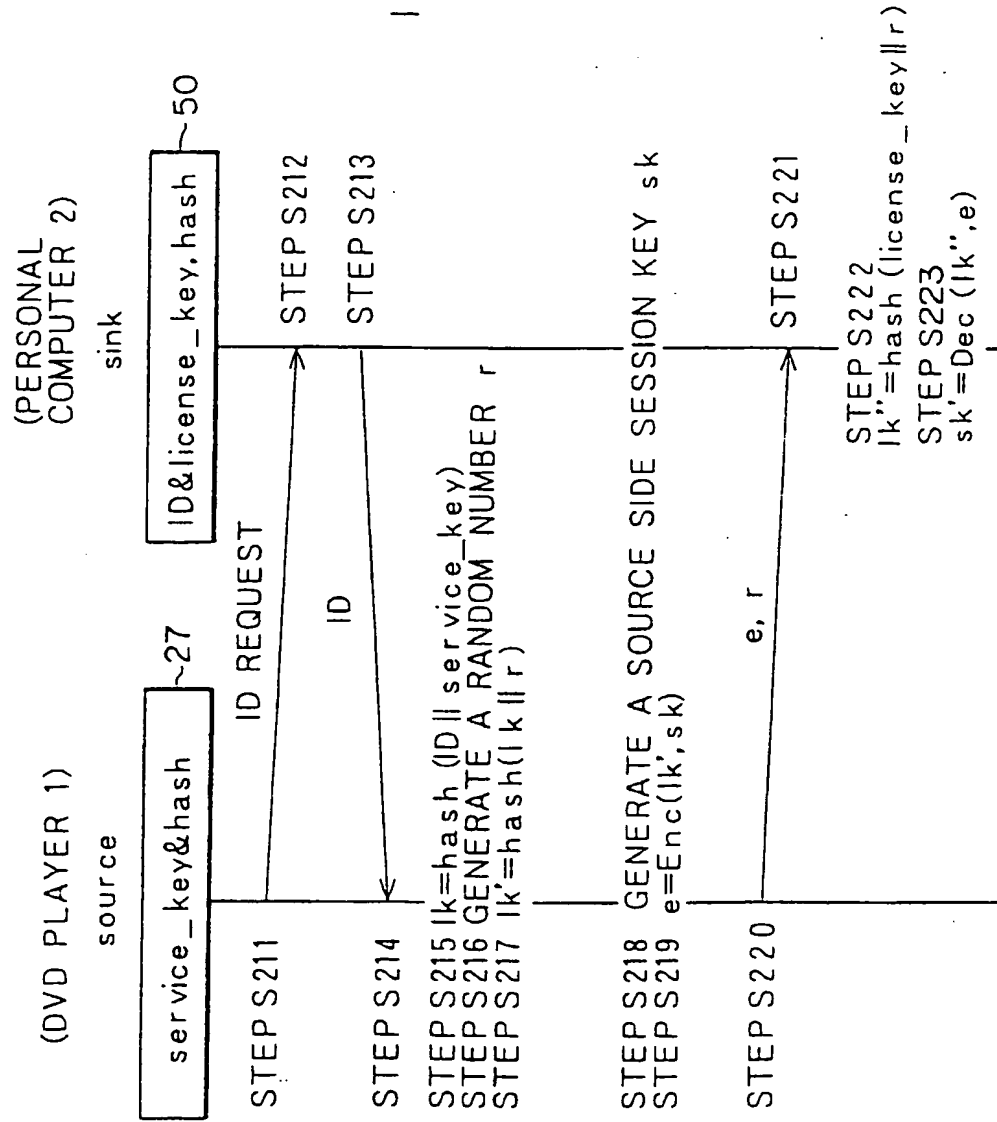 (DVD PLAYER 1)
source
service_key&hash
27
(PERSONAL
COMPUTER 2)
sink
ID&license_key,hash
50
STEP S211
ID REQUEST
STEP S212
STEP S213
ID
STEP S214
STEP S215 lk=hash (ID || service_key)
STEP S216 GENERATE A RANDOM NUMBER r
STEP S217 lk'=hash(lk || r)
STEP S218 GENERATE A SOURCE SIDE SESSION KEY sk
STEP S219 e=Enc(lk',sk)
STEP S220
e, r
STEP S221
STEP S222
lk''=hash (license_key || r)
STEP S223
sk'=Dec (lk'',e)